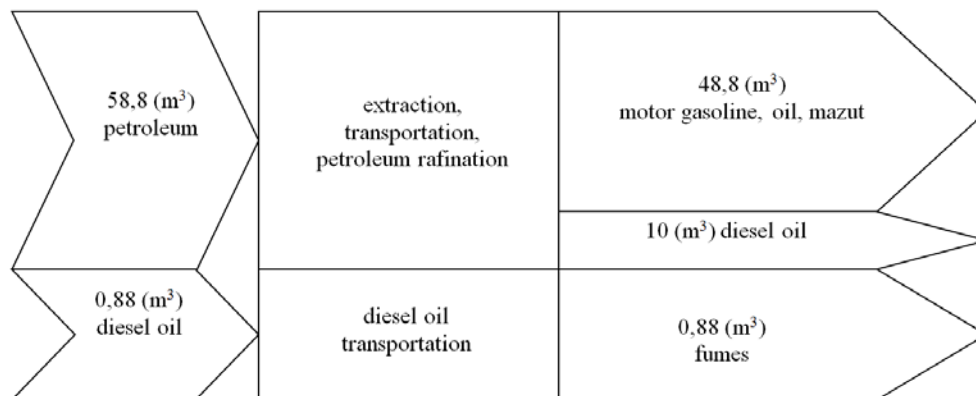 58,8 (m³)
petroleum
extraction,
transportation,
petroleum rafination
48,8 (m³)
motor gasoline, oil, mazut
10 (m³) diesel oil
0,88 (m³)
diesel oil
diesel oil
transportation
0,88 (m³)
fumes